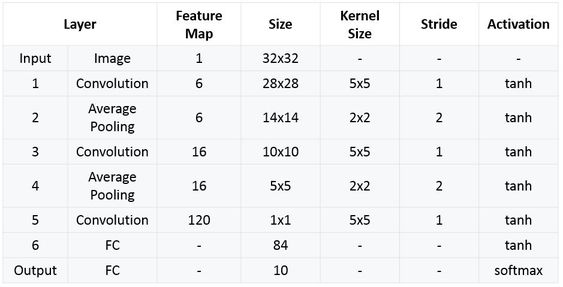 Layer Feature Map Size Kernel Size Stride Activation
Input Image 1 32x32 - - -
1 Convolution 6 28x28 5x5 1 tanh
2 Average Pooling 6 14x14 2x2 2 tanh
3 Convolution 16 10x10 5x5 1 tanh
4 Average Pooling 16 5x5 2x2 2 tanh
5 Convolution 120 1x1 5x5 1 tanh
6 FC - 84 - - tanh
Output FC - 10 - - softmax